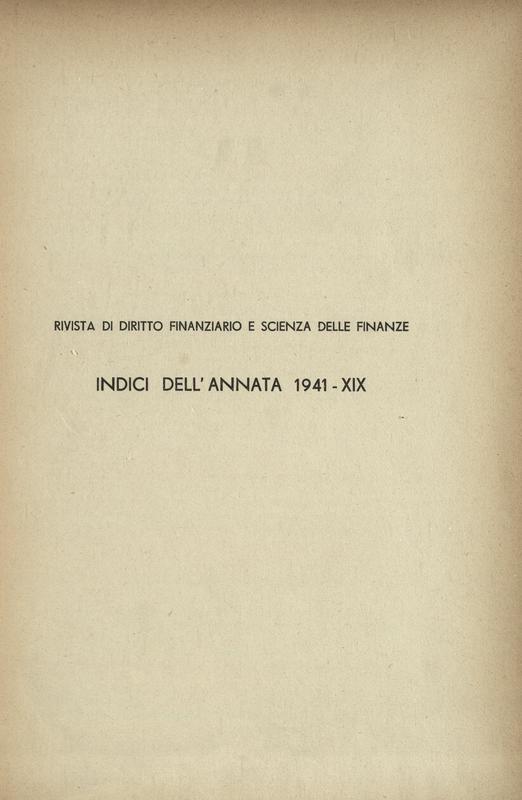 RIVISTA DI DIRITTO FINANZIARIO E SCIENZA DELLE FINANZE
INDICI DELL'ANNATA 1941-XIX